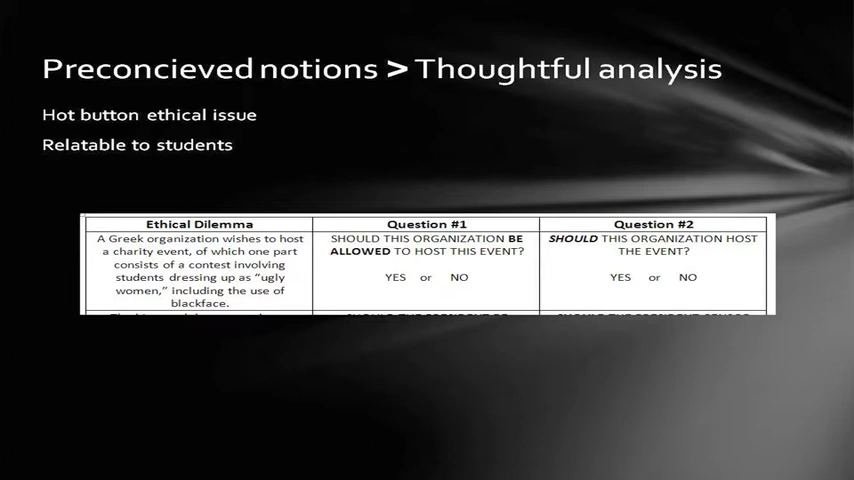 Preconcieved notions > Thoughtful analysis
Hot button ethical issue
Relatable to students
Ethical Dilemma
A Greek organization wishes to host
a charity event, of which one part
consists of a contest involving
students dressing up as “ugly
women,” including the use of
blackface.
Question #1
SHOULD THIS ORGANIZATION BE
ALLOWED TO HOST THIS EVENT?
YES or NO
Question #2
SHOULD THIS ORGANIZATION HOST
THE EVENT?
YES or NO